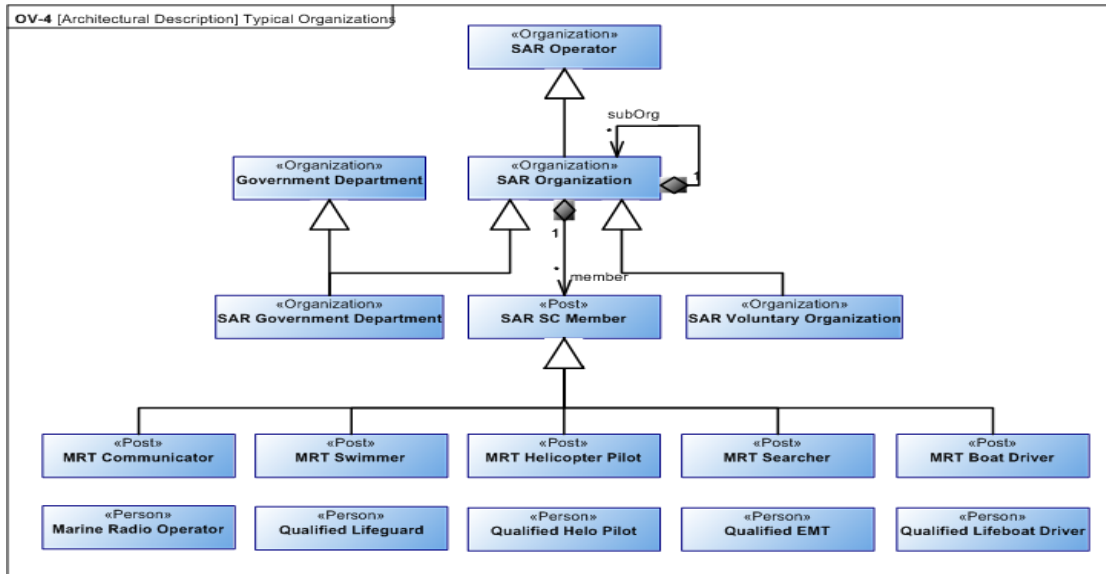 OV-4 [Architectural Description] Typical Organizations
«Organization»
SAR Operator
subOrg
*
«Organization»
Government Department
«Organization»
SAR Organization
1
1
*
member
«Organization»
SAR Government Department
«Post»
SAR SC Member
«Organization»
SAR Voluntary Organization
«Post»
MRT Communicator
«Post»
MRT Swimmer
«Post»
MRT Helicopter Pilot
«Post»
MRT Searcher
«Post»
MRT Boat Driver
«Person»
Marine Radio Operator
«Person»
Qualified Lifeguard
«Person»
Qualified Helo Pilot
«Person»
Qualified EMT
«Person»
Qualified Lifeboat Driver